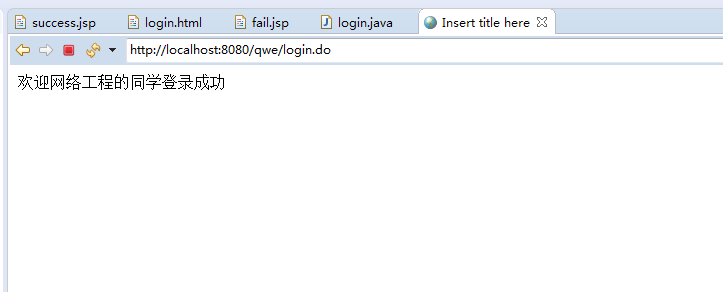 success.jsp login.html fail.jsp login.java Insert title here
http://localhost:8080/qwe/login.do
欢迎网络工程的同学登录成功